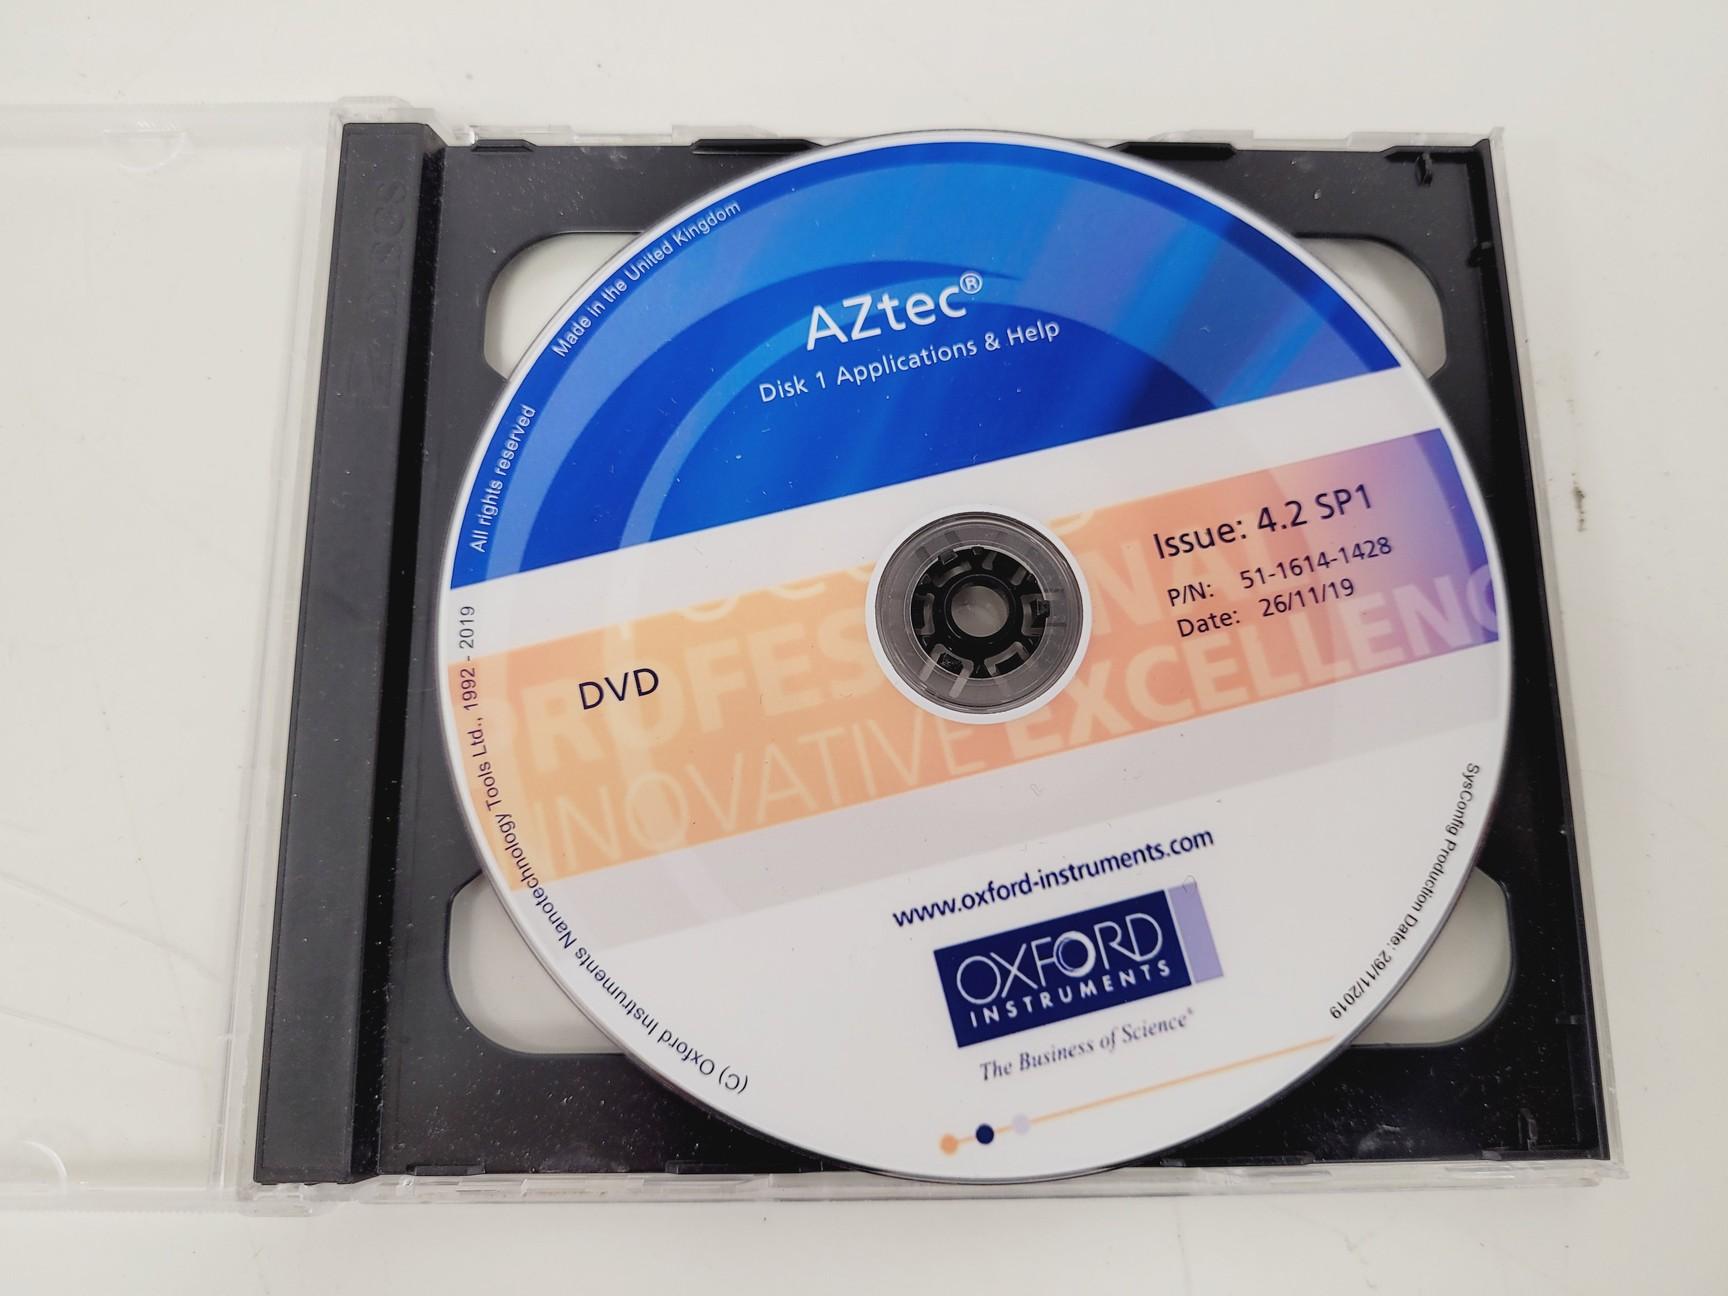 Made in the United Kingdom
All rights reserved
AZtec®
Disk 1 Applications & Help
Issue: 4.2 SP1
P/N: 51-1614-1428
Date: 26/11/19
DVD
PROFESSIONAL
INNOVATIVE EXCELLENC
www.oxford-instruments.com
OXFORD
INSTRUMENTS
The Business of Science®
(C) Oxford Instruments Nanotechnology Tools Ltd., 1992 - 2019
SysConfig Production Date: 29/11/2019